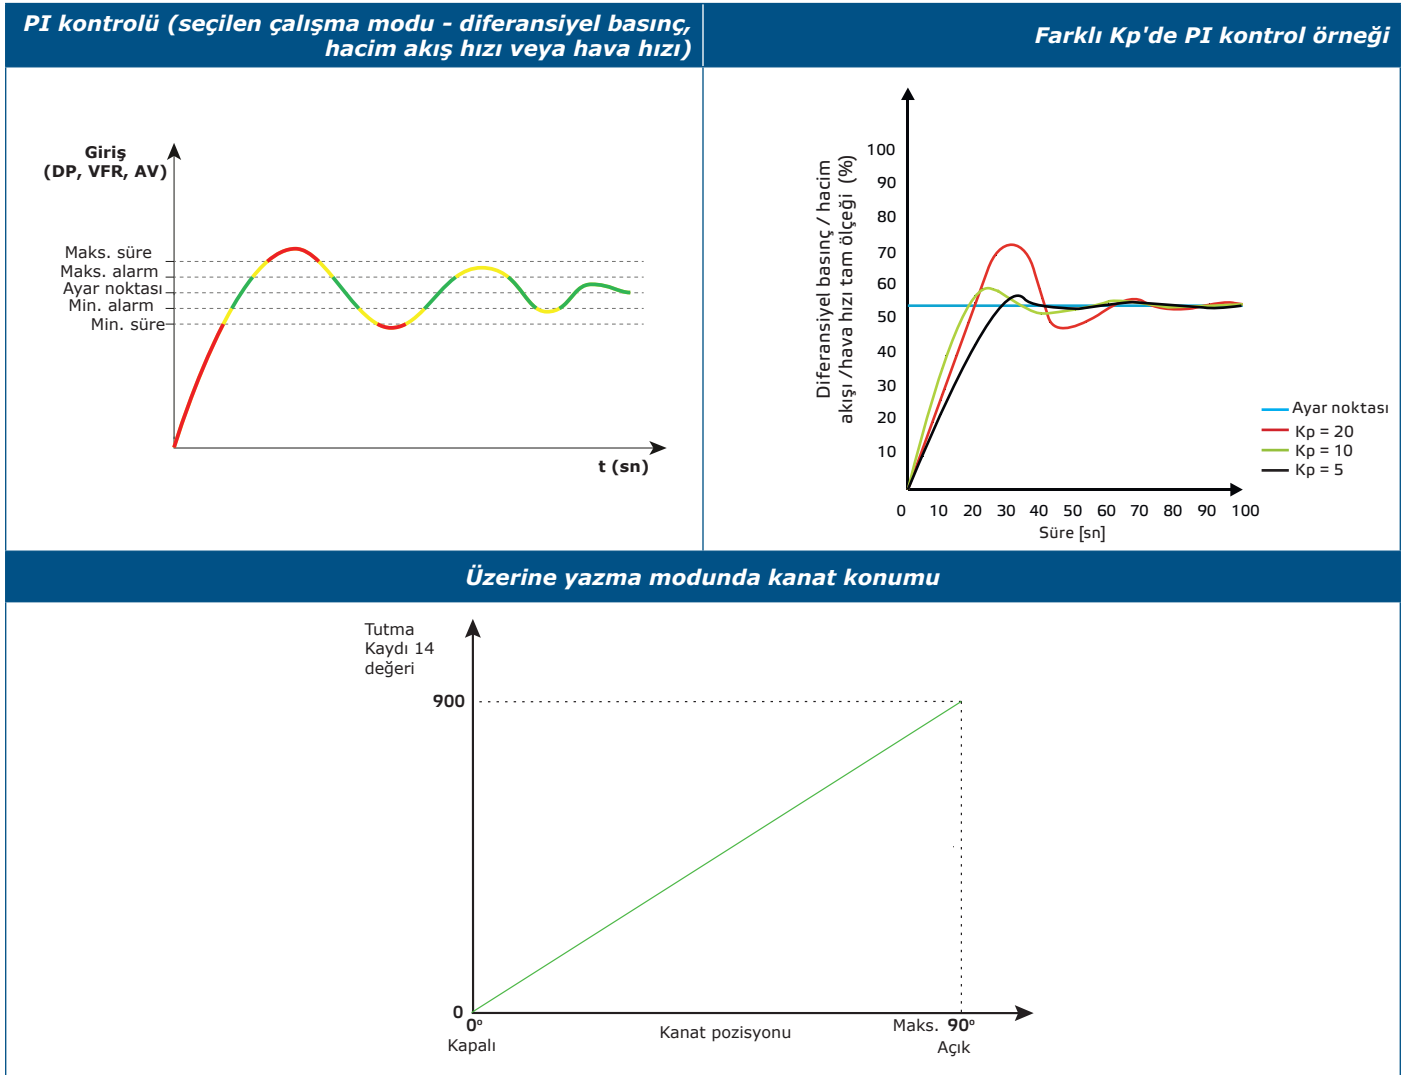 PI kontrolü (seçilen çalışma modu - diferansiyel basınç,
hacim akış hızı veya hava hızı)
Farklı Kp'de PI kontrol örneği
Giriş
(DP, VFR, AV)
Maks. süre
Maks. alarm
Ayar noktası
Min. alarm
Min. süre
t (sn)
Diferansiyel basınç / hacim
akışı /hava hızı tam ölçeği (%)
100
90
80
70
60
50
40
30
20
10
0 10 20 30 40 50 60 70 80 90 100
Süre [sn]
Ayar noktası
Kp = 20
Kp = 10
Kp = 5
Üzerine yazma modunda kanat konumu
Tutma
Kaydı 14
değeri
900
0
0°
Kapalı
Kanat pozisyonu
Maks. 90°
Açık